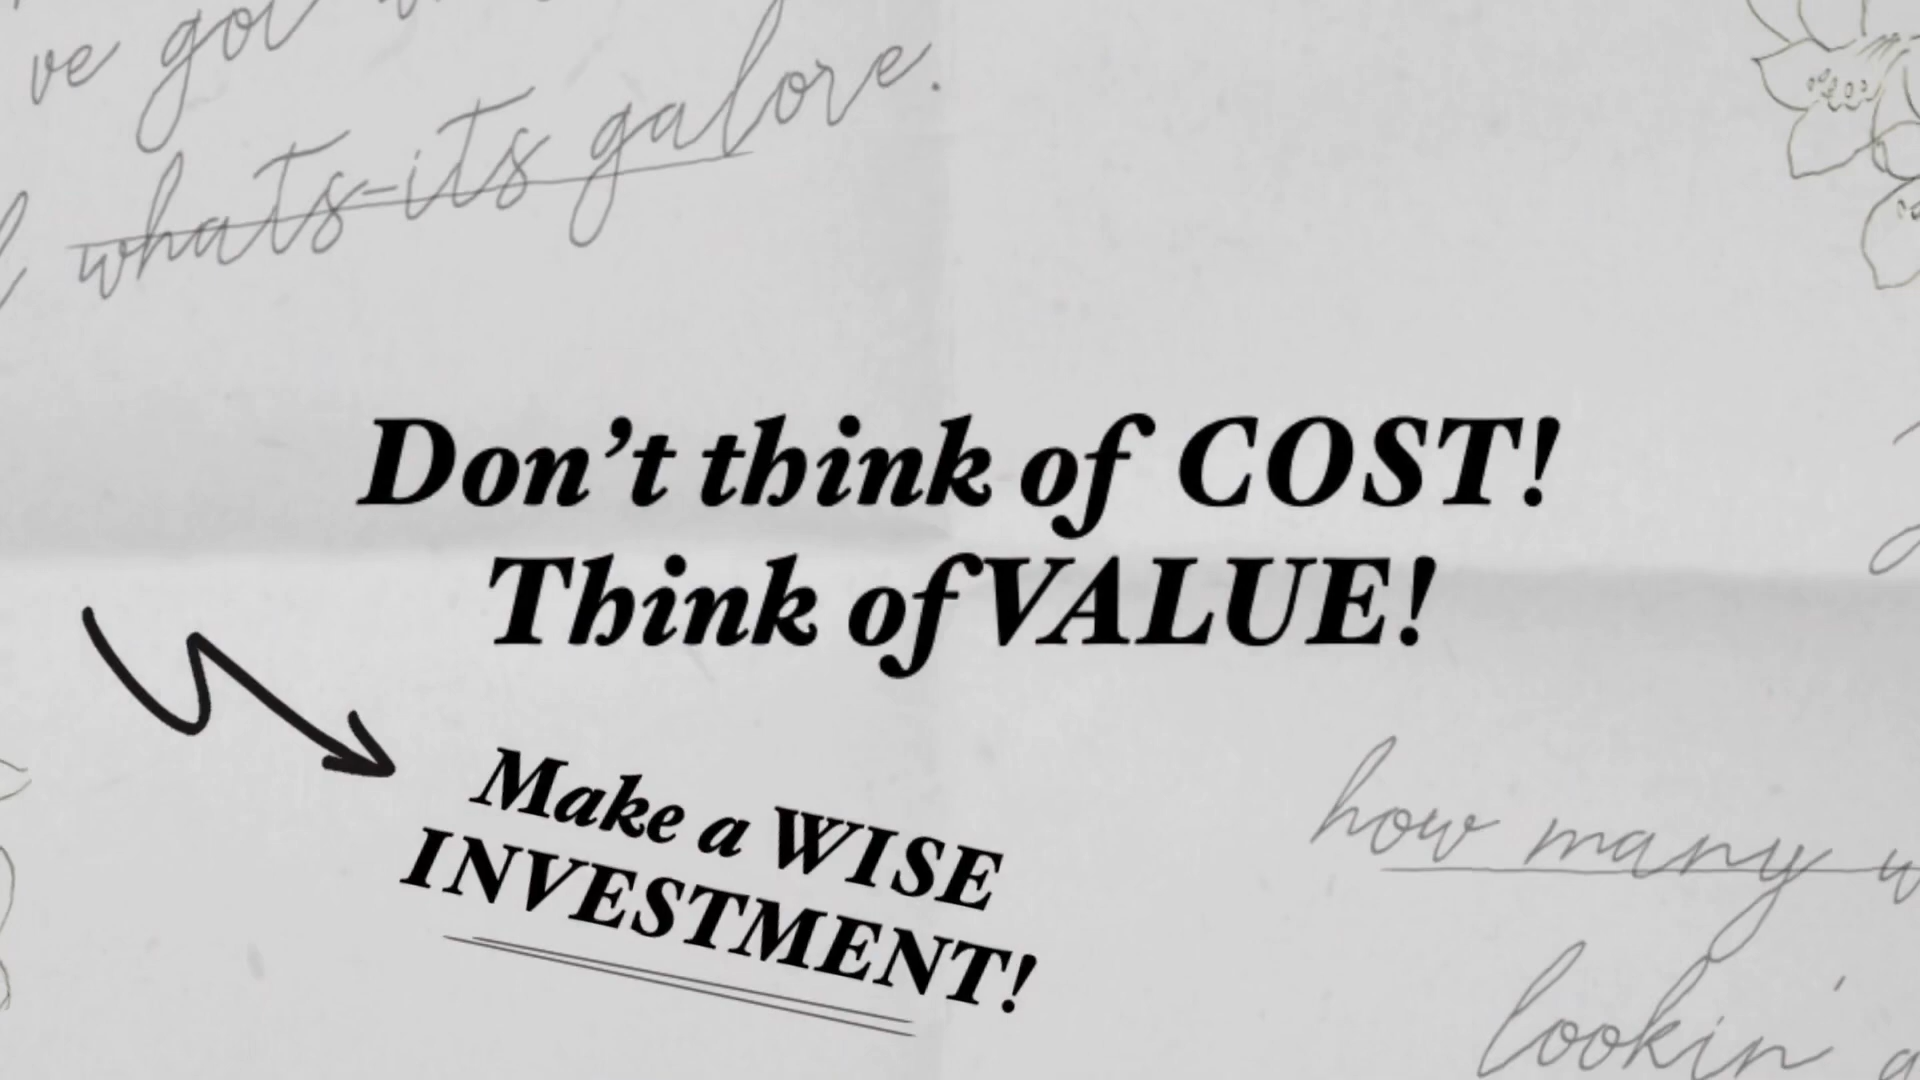 've got
whats-its galore.
Don't think of COST!
Think of VALUE!
Make a WISE
INVESTMENT!
how many
lookin'